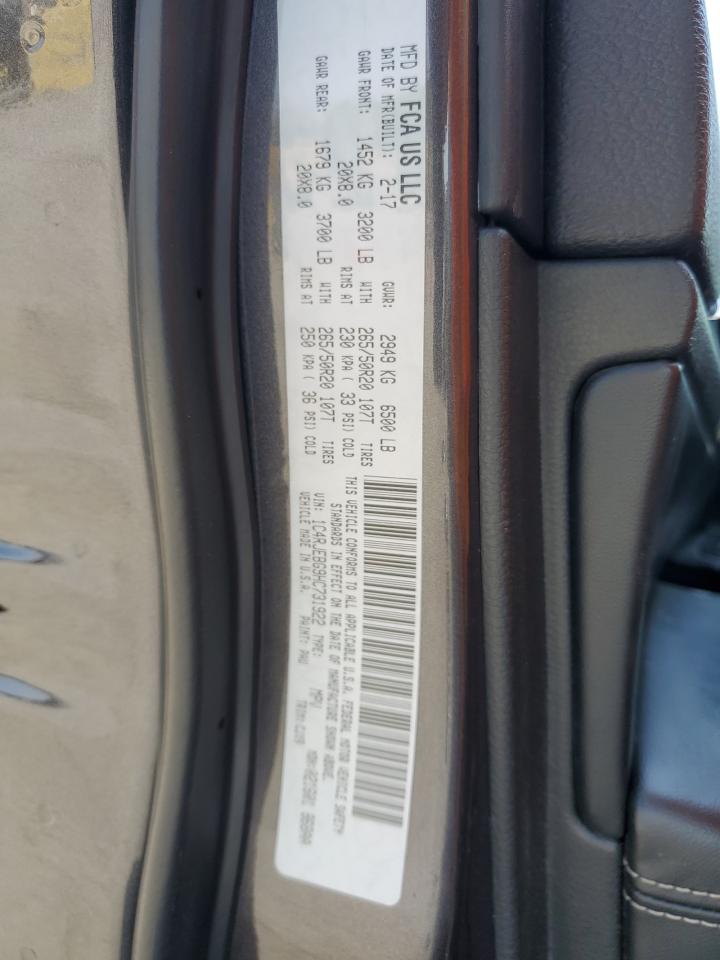 MFD BY FCA US LLC
DATE OF MFR(BUILT): 2-17 GVWR: 2949 KG 6500 LB
GAWR FRONT: 1452 KG 3200 LB WITH 265/50R20 107T TIRES
20X8.0 RIMS AT 230 KPA ( 33 PSI) COLD
GAWR REAR: 1679 KG 3700 LB WITH 265/50R20 107T TIRES
20X8.0 RIMS AT 250 KPA ( 36 PSI) COLD
THIS VEHICLE CONFORMS TO ALL APPLICABLE U.S.A. FEDERAL MOTOR VEHICLE SAFETY
STANDARDS IN EFFECT ON THE DATE OF MANUFACTURE SHOWN ABOVE.
VIN: 1C4RJEBG9HC731922 TYPE: MPV MDH:
VEHICLE MADE IN U.S.A. PAINT: PAU TRIM: